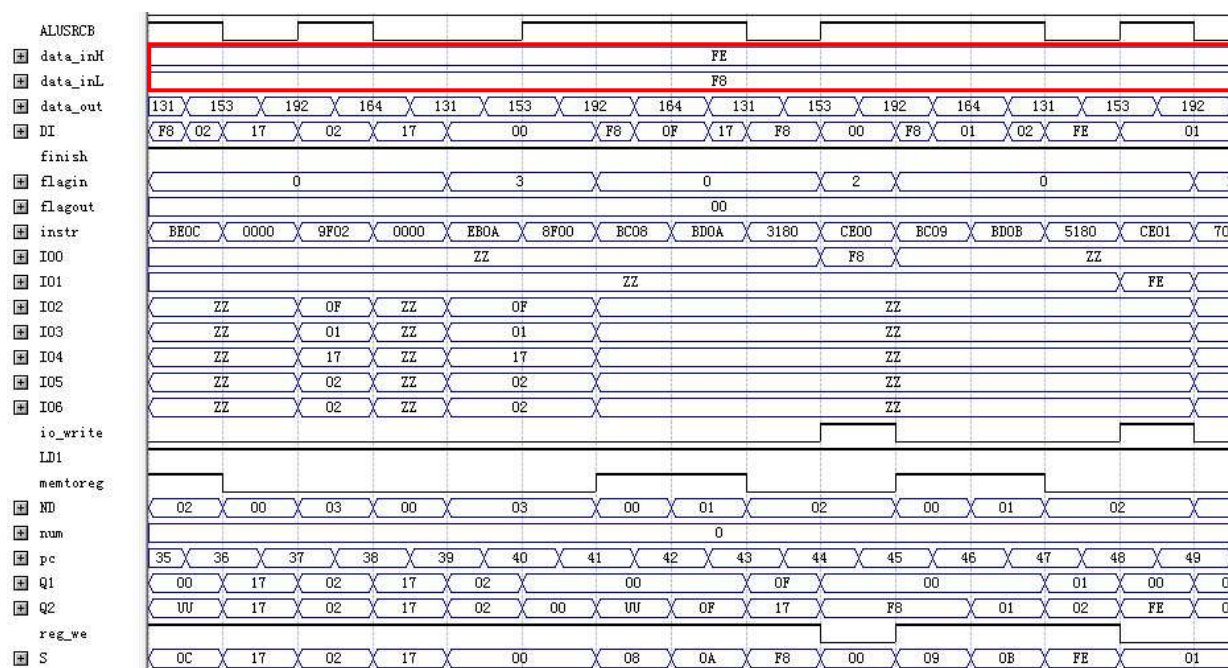 ALUSRCB
data_inH FE
data_inL F8
data_out 131 153 192 164 131 153 192 164 131 153 192 164 131 153 192
DI F8 02 17 02 17 00 F8 0F 17 F8 00 F8 01 02 FE 01
finish
flagin 0 3 0 2 0
flagout 00
instr BE0C 0000 9F02 0000 EB0A 8F00 BC08 BD0A 3180 CE00 BC09 BD0B 5180 CE01 70
IO0 ZZ F8 ZZ
IO1 ZZ FE
IO2 ZZ 0F ZZ 0F ZZ
IO3 ZZ 01 ZZ 01 ZZ
IO4 ZZ 17 ZZ 17 ZZ
IO5 ZZ 02 ZZ 02 ZZ
IO6 ZZ 02 ZZ 02 ZZ
io_write
LD1
memtoreg
ND 02 00 03 00 03 00 01 02 00 01 02
num 0
pc 35 36 37 38 39 40 41 42 43 44 45 46 47 48 49
Q1 00 17 02 17 02 00 0F 00 01 00
Q2 UU 17 02 17 02 00 UU 0F 17 F8 01 02 FE
reg_we
S 0C 17 02 17 00 08 0A F8 00 09 0B FE 01